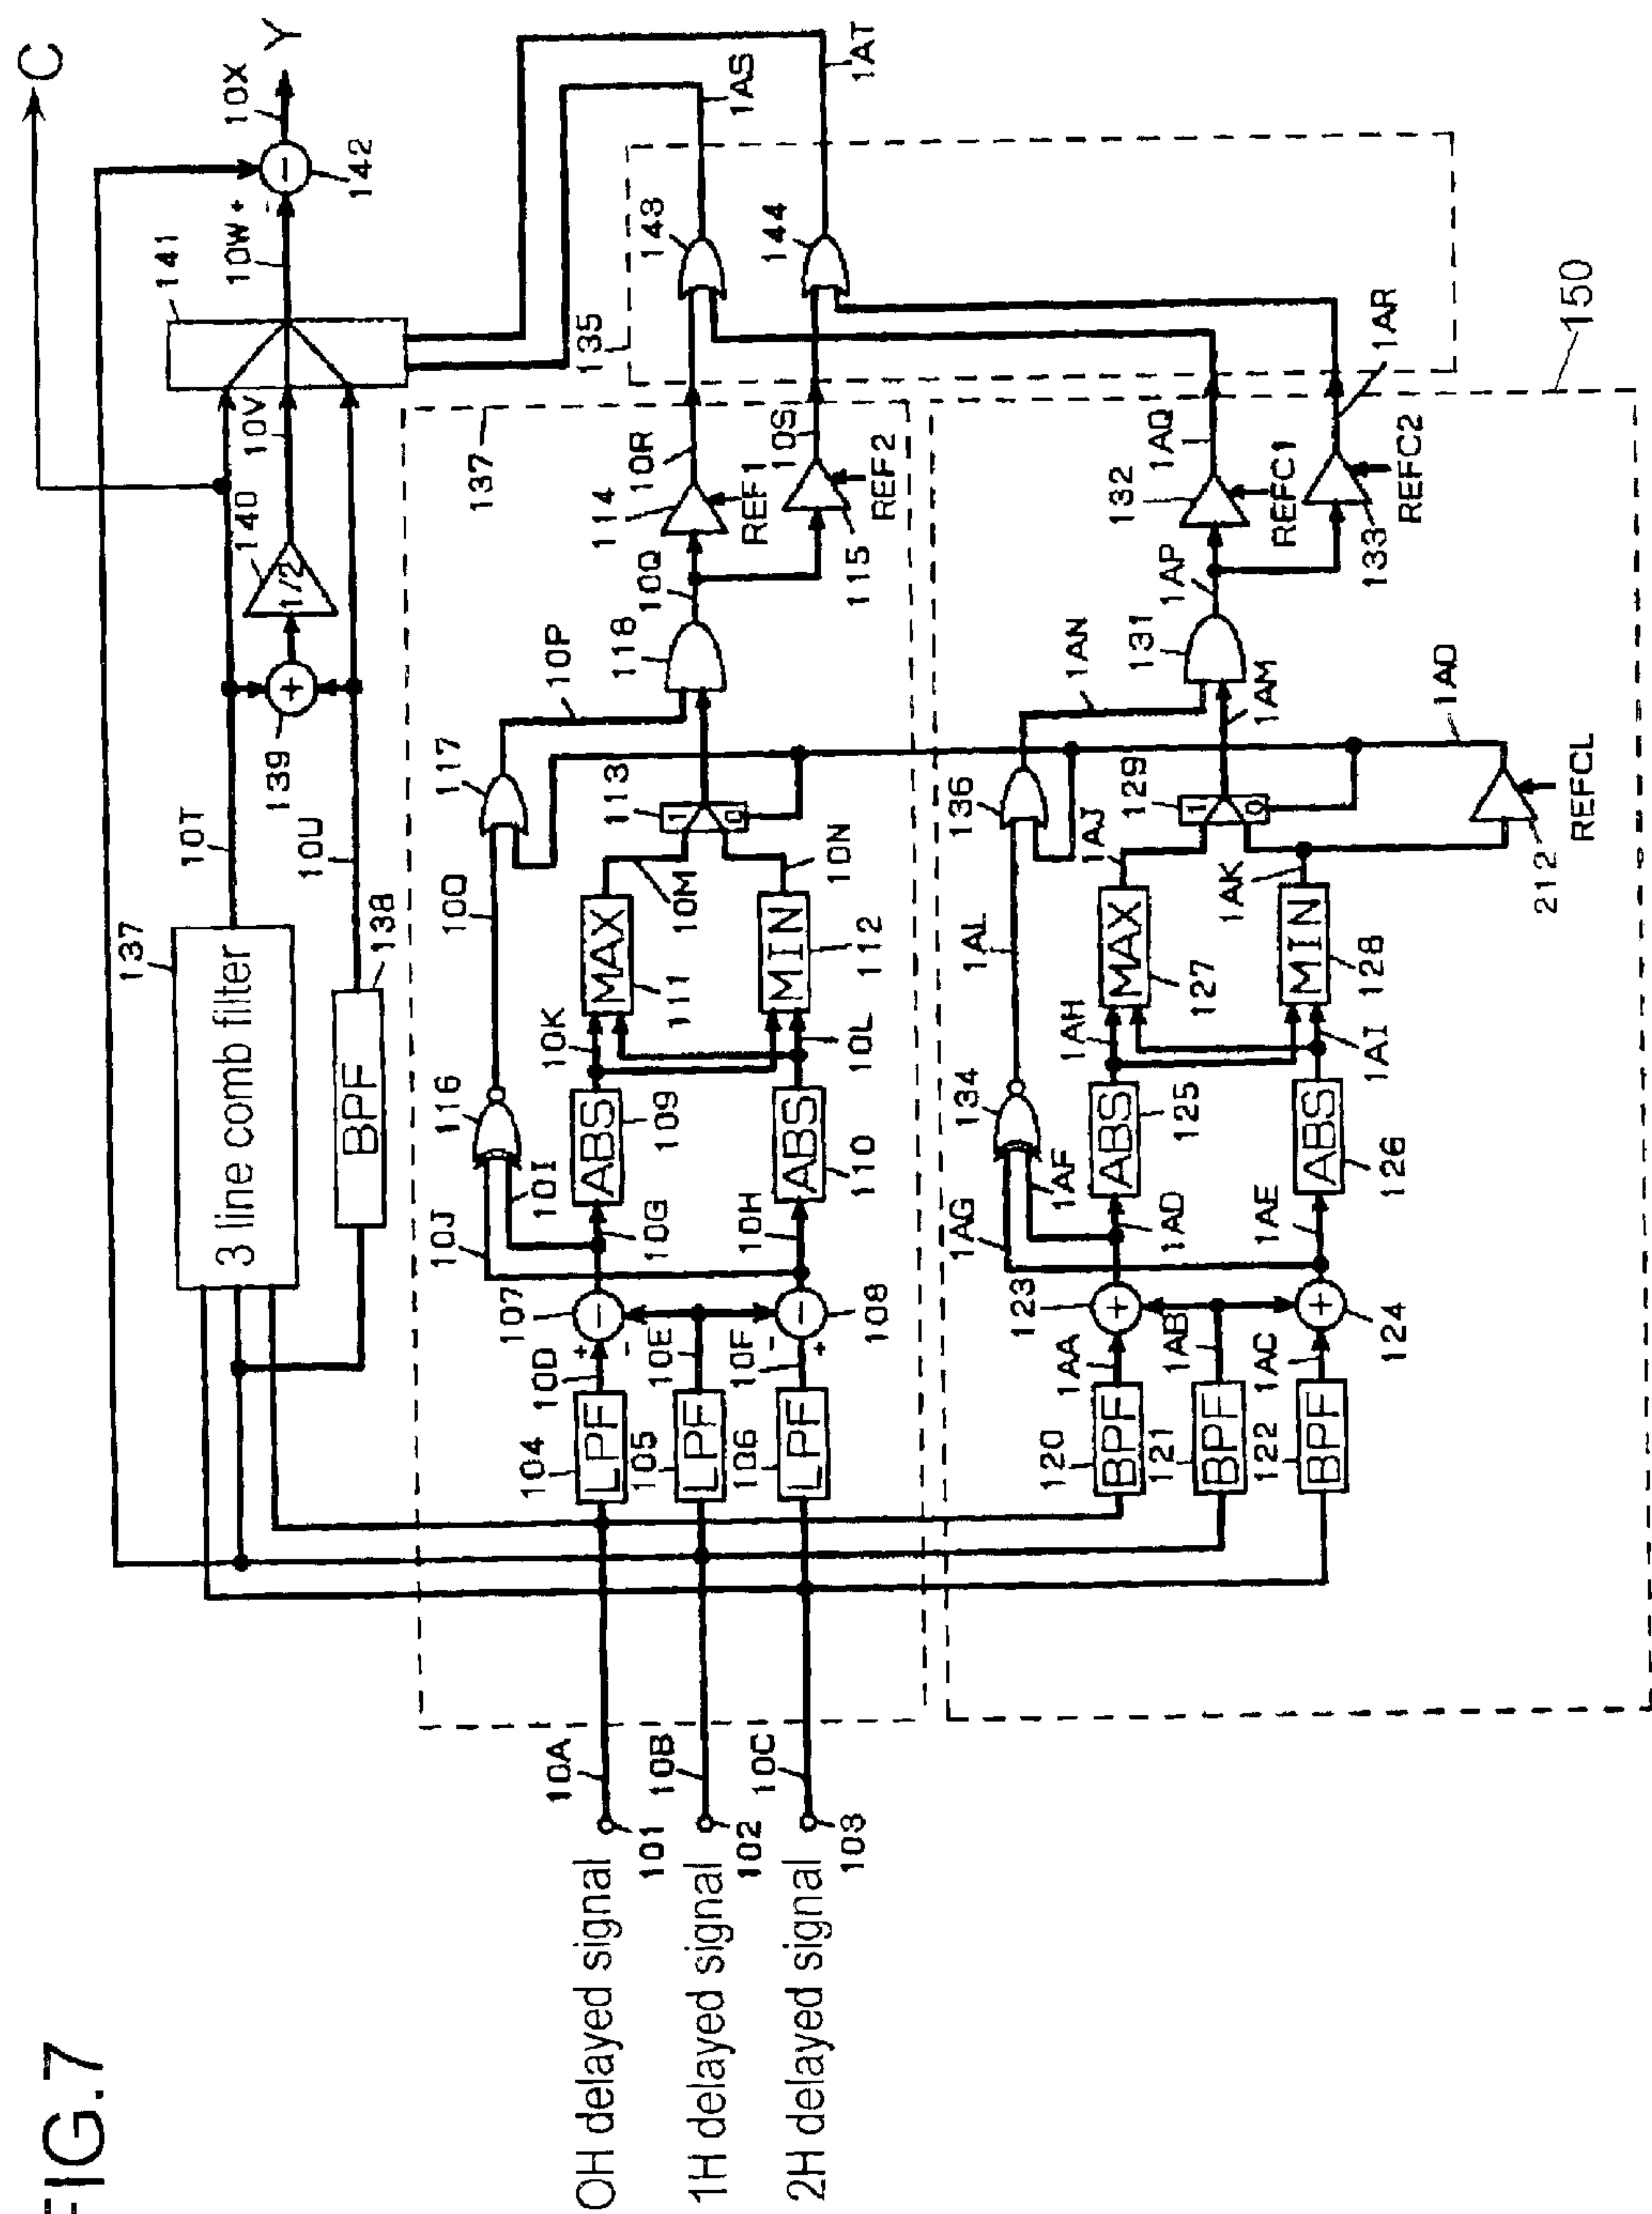 FIG.7
C
10X
Y
10W
+
-
142
141
10V
140
1/2
+
139
10T
10U
137
3 line comb filter
BPF
138
1AS
1AT
135
143
144
137
10R
10S
114
REF1
REF2
115
10Q
118
10P
117
113
1
0
10O
10M
10N
MAX
111
MIN
112
10K
10L
116
ABS
109
ABS
110
10J
10I
10G
10H
107
-
108
-
10D
+
-
10E
10F
-
+
104
LPF
105
LPF
106
LPF
10A
10B
10C
101
102
103
0H delayed signal
1H delayed signal
2H delayed signal
150
1AR
1AQ
132
REFC1
133
REFC2
1AP
131
1AN
1AM
1AO
136
129
1
0
1AJ
1AK
212
REFCL
1AL
MAX
127
MIN
128
1AH
1AI
134
ABS
125
ABS
126
1AG
1AF
1AD
1AE
123
+
124
+
1AA
1AB
1AC
120
BPF
121
BPF
122
BPF